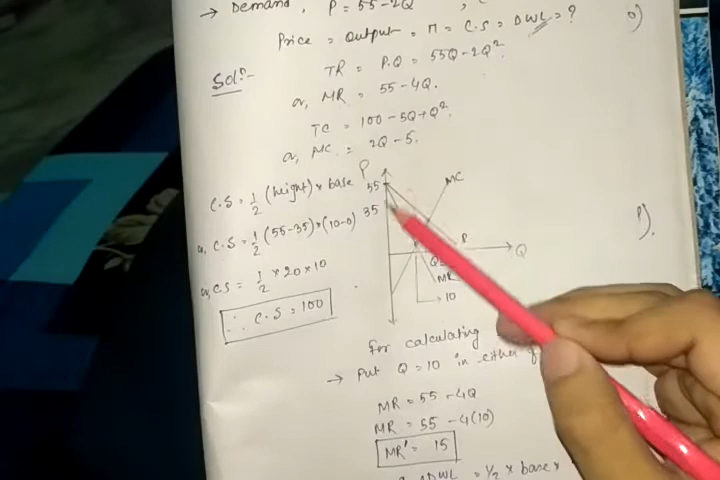 → Demand, P = 55-2Q ,
Price = Output = π = C.S = DWL = ?
o)
Solⁿ:-
TR = P.Q = 55Q-2Q².
or, MR = 55-4Q.
TC = 100-5Q+Q².
or, MC = 2Q-5.
C.S = 1/2 (height) × base
or, C.S = 1/2 (55-35)×(10-0)
or, CS = 1/2 × 20×10
∴ C.S = 100
P
55
35
MC
P
Q
MR
10
P).
for calculating
→ Put Q = 10 in either
MR = 55-4Q
MR = 55-4(10)
MR' = 15
DWL = 1/2 × base ×